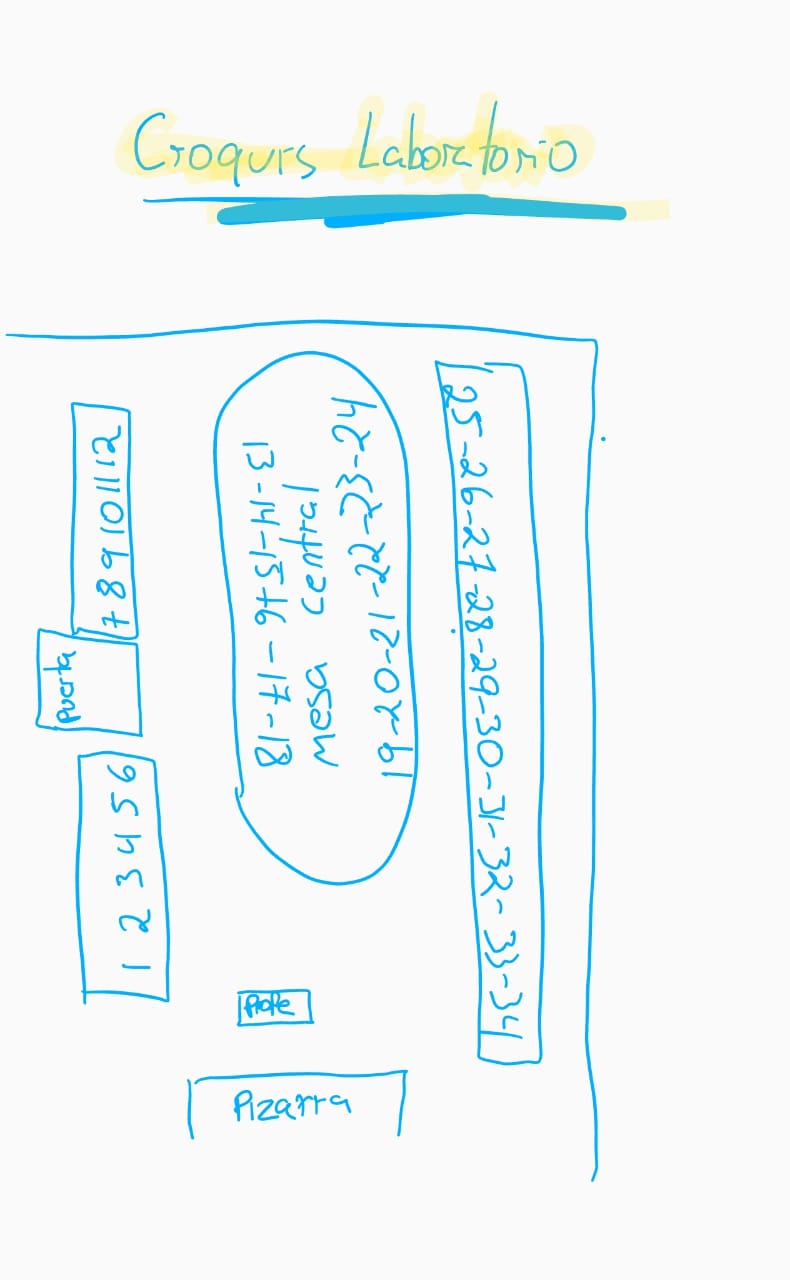 Croquis Laboratorio
7 8 9 10 11 12
Puerta
1 2 3 4 5 6
13-14-15-16-17-18
Mesa central
19-20-21-22-23-24
25-26-27-28-29-30-31-32-33-34
Profe
Pizarra